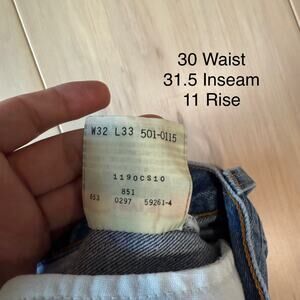 30 Waist
31.5 Inseam
11 Rise
W32 L33 501-0115
1190CS10
851
653 0297 59261-4